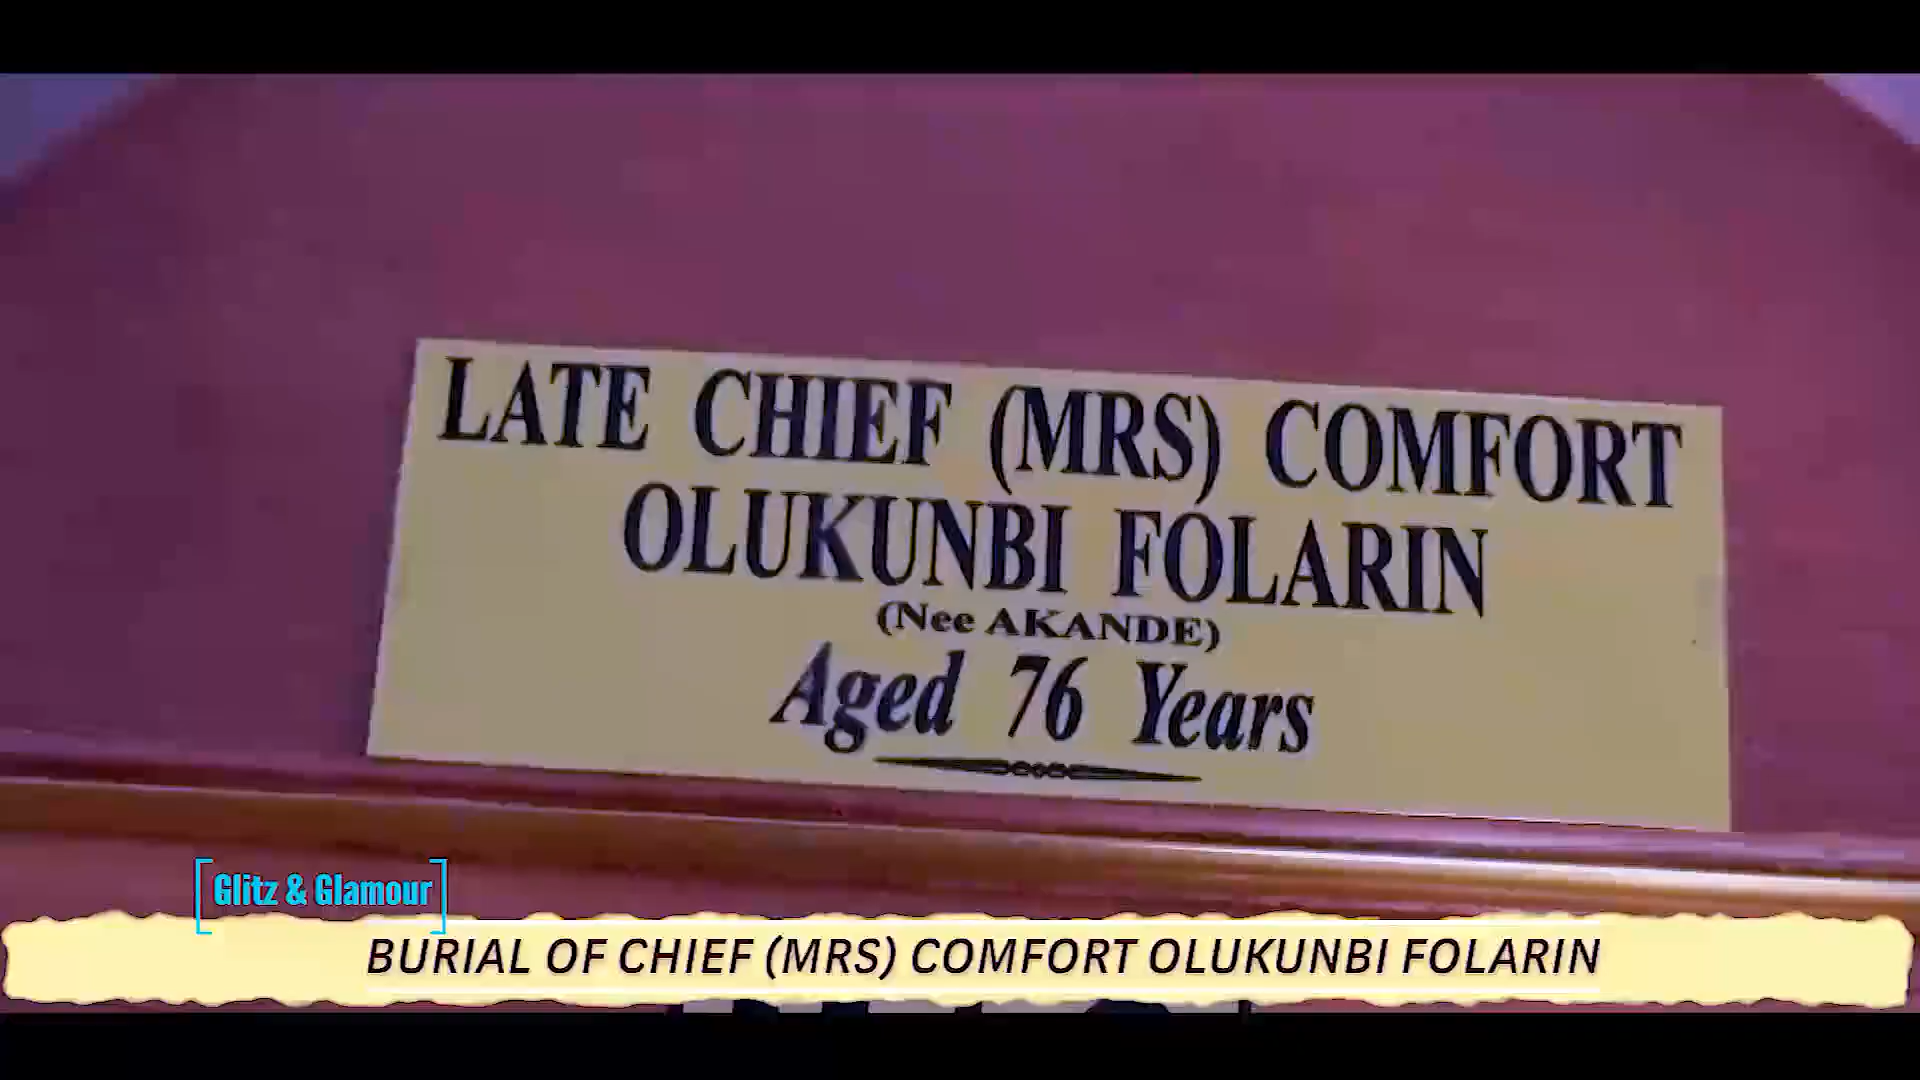 LATE CHIEF (MRS) COMFORT
OLUKUNBI FOLARIN
(Nee AKANDE)
Aged 76 Years
Glitz & Glamour
BURIAL OF CHIEF (MRS) COMFORT OLUKUNBI FOLARIN